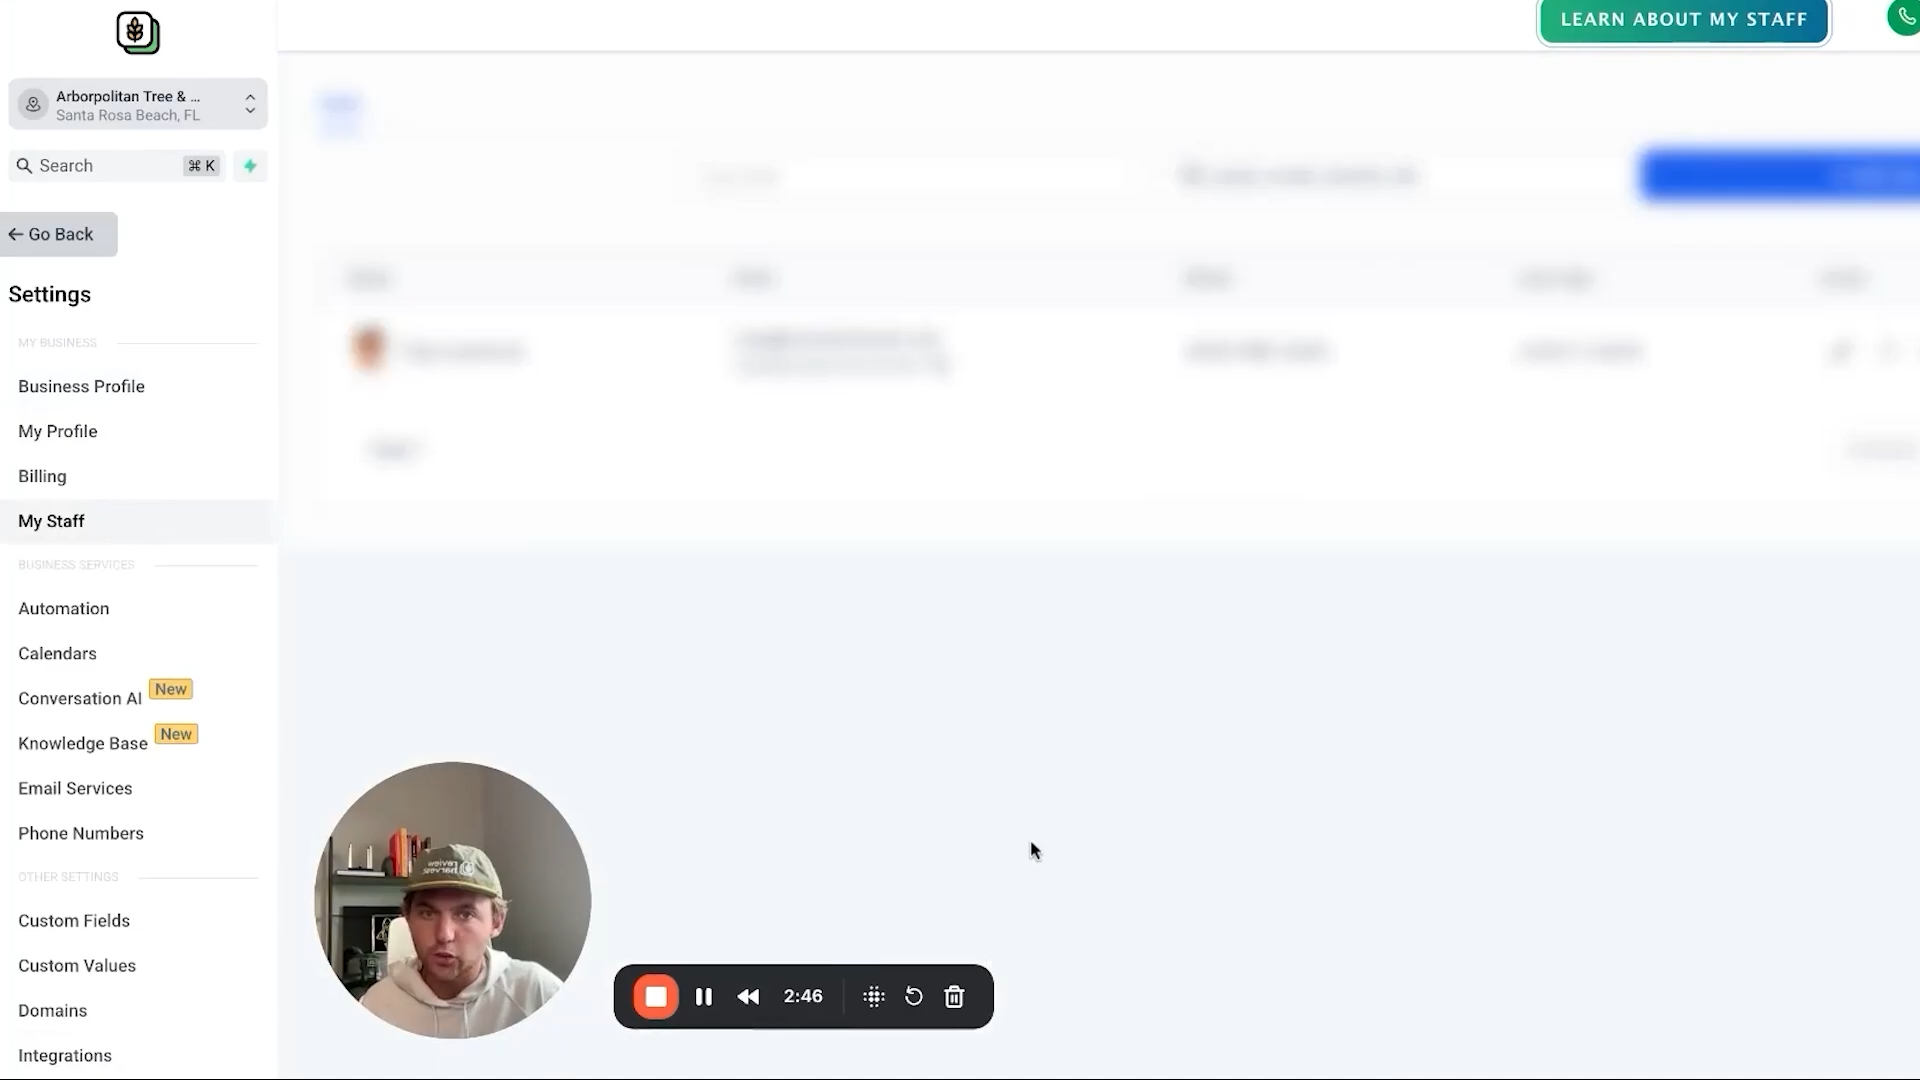 LEARN ABOUT MY STAFF
Arborpolitan Tree & ...
Santa Rosa Beach, FL
Search
⌘ K
Go Back
Settings
MY BUSINESS
Business Profile
My Profile
Billing
My Staff
BUSINESS SERVICES
Automation
Calendars
Conversation AI New
Knowledge Base New
Email Services
Phone Numbers
OTHER SETTINGS
Custom Fields
Custom Values
Domains
Integrations
review
harvest
2:46